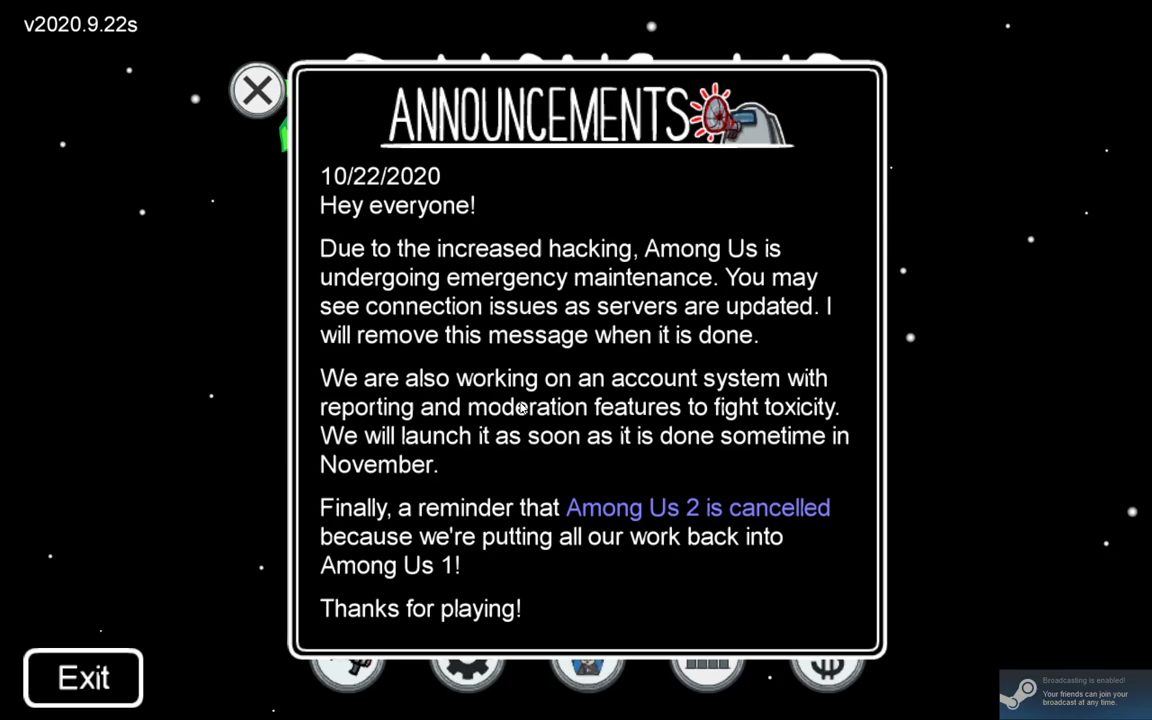 v2020.9.22s
ANNOUNCEMENTS
10/22/2020
Hey everyone!
Due to the increased hacking, Among Us is
undergoing emergency maintenance. You may
see connection issues as servers are updated. I
will remove this message when it is done.
We are also working on an account system with
reporting and moderation features to fight toxicity.
We will launch it as soon as it is done sometime in
November.
Finally, a reminder that Among Us 2 is cancelled
because we're putting all our work back into
Among Us 1!
Thanks for playing!
Exit
Broadcasting is enabled!
Your friends can join your
broadcast at any time.